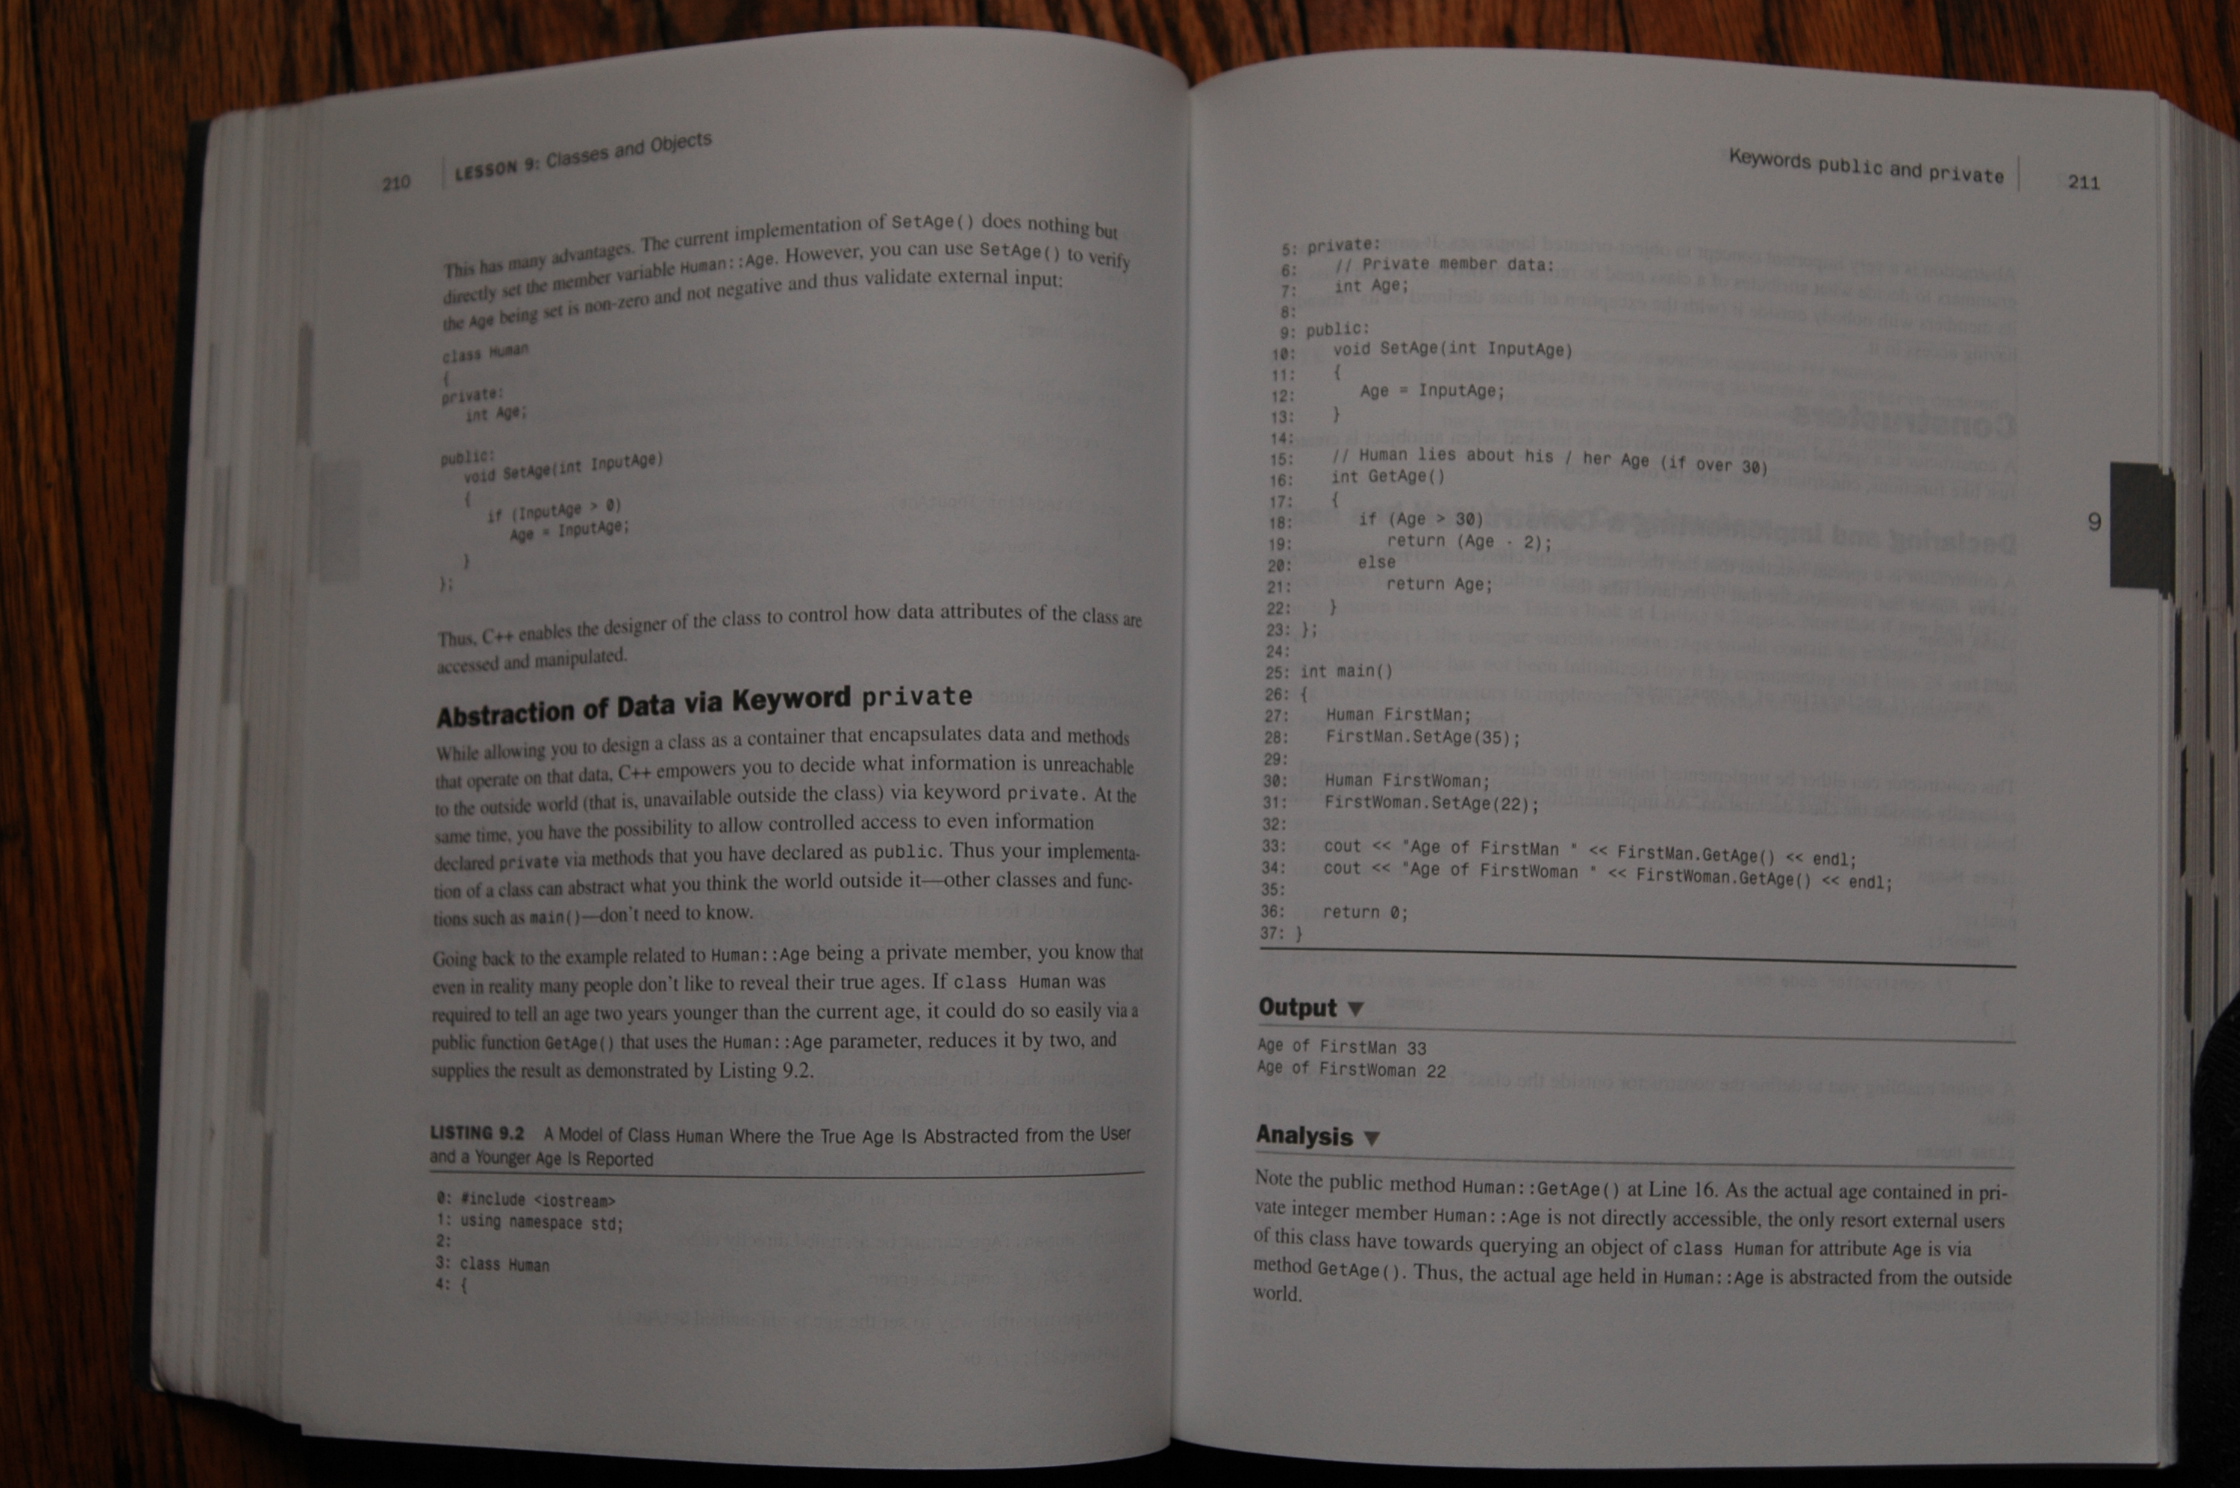 210 LESSON 9: Classes and Objects
This has many advantages. The current implementation of SetAge() does nothing but
directly set the member variable Human::Age. However, you can use SetAge() to verify
the Age being set is non-zero and not negative and thus validate external input:
class Human
{
private:
int Age;
public:
void SetAge(int InputAge)
{
if (InputAge > 0)
Age = InputAge;
}
};
Thus, C++ enables the designer of the class to control how data attributes of the class are
accessed and manipulated.
Abstraction of Data via Keyword private
While allowing you to design a class as a container that encapsulates data and methods
that operate on that data, C++ empowers you to decide what information is unreachable
to the outside world (that is, unavailable outside the class) via keyword private. At the
same time, you have the possibility to allow controlled access to even information
declared private via methods that you have declared as public. Thus your implementa-
tion of a class can abstract what you think the world outside it—other classes and func-
tions such as main()—don't need to know.
Going back to the example related to Human::Age being a private member, you know that
even in reality many people don't like to reveal their true ages. If class Human was
required to tell an age two years younger than the current age, it could do so easily via a
public function GetAge() that uses the Human::Age parameter, reduces it by two, and
supplies the result as demonstrated by Listing 9.2.
LISTING 9.2 A Model of Class Human Where the True Age Is Abstracted from the User
and a Younger Age Is Reported
0: #include <iostream>
1: using namespace std;
2:
3: class Human
4: {
Keywords public and private 211
5: private:
6: // Private member data:
7: int Age;
8:
9: public:
10: void SetAge(int InputAge)
11: {
12: Age = InputAge;
13: }
14:
15: // Human lies about his / her Age (if over 30)
16: int GetAge()
17: {
18: if (Age > 30)
19: return (Age - 2);
20: else
21: return Age;
22: }
23: };
24:
25: int main()
26: {
27: Human FirstMan;
28: FirstMan.SetAge(35);
29:
30: Human FirstWoman;
31: FirstWoman.SetAge(22);
32:
33: cout << "Age of FirstMan " << FirstMan.GetAge() << endl;
34: cout << "Age of FirstWoman " << FirstWoman.GetAge() << endl;
35:
36: return 0;
37: }
9
Output ▼
Age of FirstMan 33
Age of FirstWoman 22
Analysis ▼
Note the public method Human::GetAge() at Line 16. As the actual age contained in pri-
vate integer member Human::Age is not directly accessible, the only resort external users
of this class have towards querying an object of class Human for attribute Age is via
method GetAge(). Thus, the actual age held in Human::Age is abstracted from the outside
world.